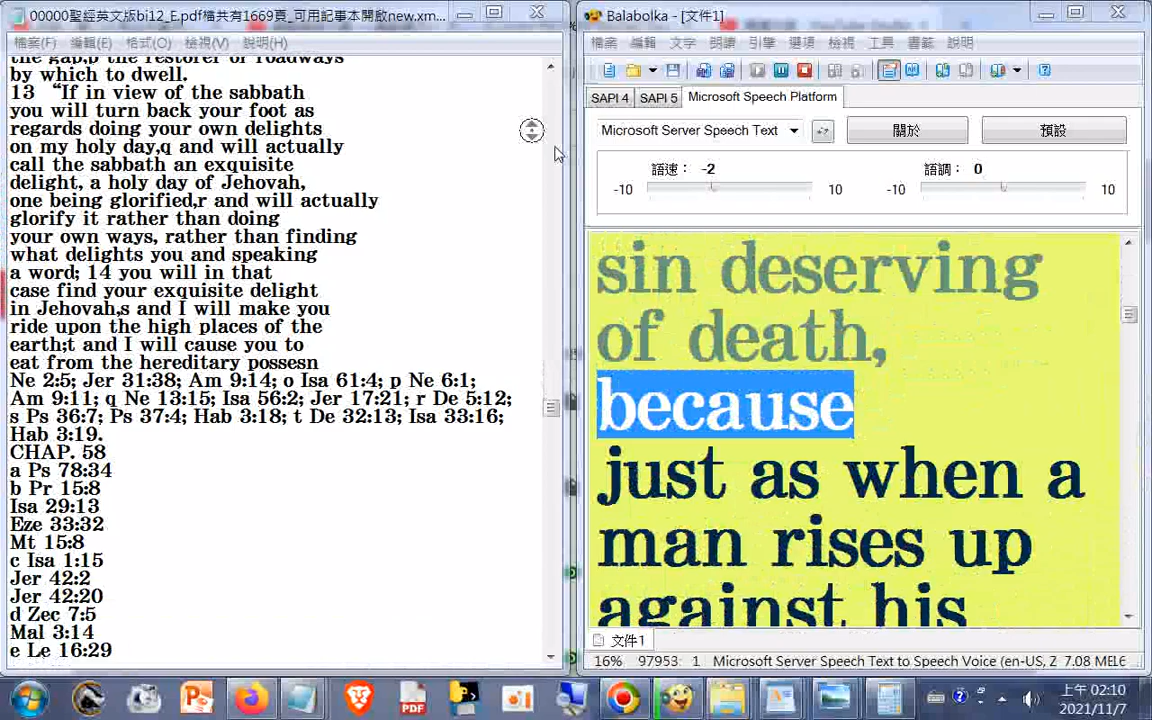 00000聖經英文版bi12_E.pdf檔共有1669頁_可用記事本開啟new.xm...
檔案(F) 編輯(E) 格式(O) 檢視(V) 說明(H)
the gap,p the restorer of roadways
by which to dwell.
13 “If in view of the sabbath
you will turn back your foot as
regards doing your own delights
on my holy day,q and will actually
call the sabbath an exquisite
delight, a holy day of Jehovah,
one being glorified,r and will actually
glorify it rather than doing
your own ways, rather than finding
what delights you and speaking
a word; 14 you will in that
case find your exquisite delight
in Jehovah,s and I will make you
ride upon the high places of the
earth;t and I will cause you to
eat from the hereditary possesn
Ne 2:5; Jer 31:38; Am 9:14; o Isa 61:4; p Ne 6:1;
Am 9:11; q Ne 13:15; Isa 56:2; Jer 17:21; r De 5:12;
s Ps 36:7; Ps 37:4; Hab 3:18; t De 32:13; Isa 33:16;
Hab 3:19.
CHAP. 58
a Ps 78:34
b Pr 15:8
Isa 29:13
Eze 33:32
Mt 15:8
c Isa 1:15
Jer 42:2
Jer 42:20
d Zec 7:5
Mal 3:14
e Le 16:29
Balabolka - [文件1]
檔案 編輯 文字 朗讀 引擎 選項 檢視 工具 書籤 說明
SAPI 4 SAPI 5 Microsoft Speech Platform
Microsoft Server Speech Text 關於 預設
語速： -2 語調： 0
-10 10 -10 10
sin deserving
of death,
because
just as when a
man rises up
against his
文件1
16% 97953: 1 Microsoft Server Speech Text to Speech Voice (en-US, Z 7.08 МБ
PDF
上午 02:10
2021/11/7